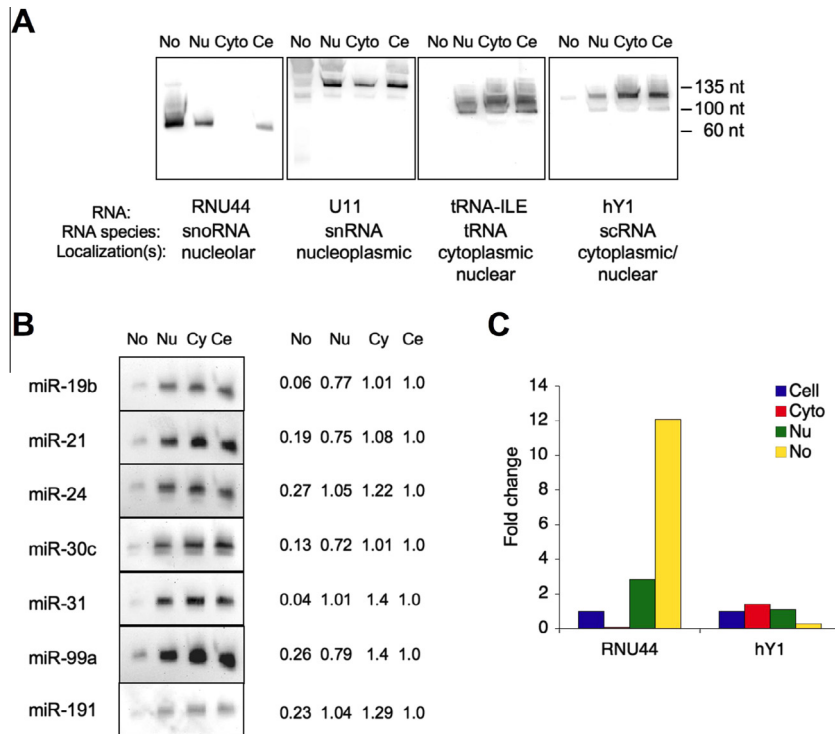 A
No Nu Cyto Ce No Nu Cyto Ce No Nu Cyto Ce No Nu Cyto Ce
135 nt
100 nt
60 nt
RNA: RNU44 U11 tRNA-ILE hY1
RNA species: snoRNA snRNA tRNA scRNA
Localization(s): nucleolar nucleoplasmic cytoplasmic cytoplasmic/
nuclear nuclear
B
No Nu Cy Ce No Nu Cy Ce
miR-19b 0.06 0.77 1.01 1.0
miR-21 0.19 0.75 1.08 1.0
miR-24 0.27 1.05 1.22 1.0
miR-30c 0.13 0.72 1.01 1.0
miR-31 0.04 1.01 1.4 1.0
miR-99a 0.26 0.79 1.4 1.0
miR-191 0.23 1.04 1.29 1.0
C
Fold change
14
12
10
8
6
4
2
0
Cell
Cyto
Nu
No
RNU44 hY1